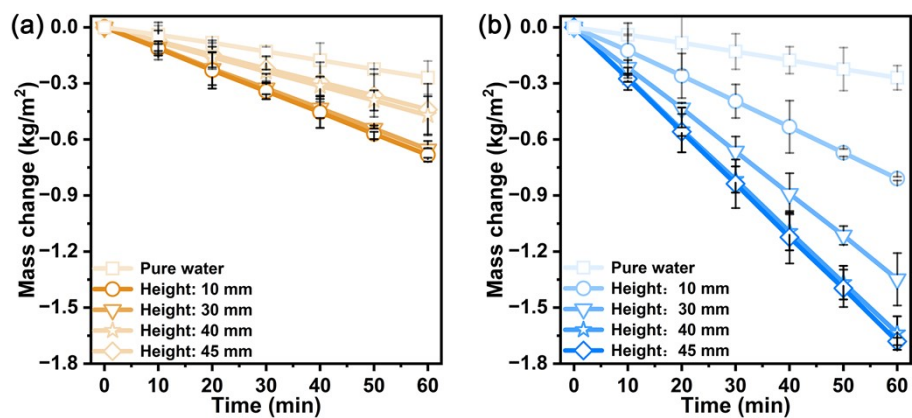 (a)
Mass change (kg/m²)
0.0
−0.3
−0.6
−0.9
−1.2
−1.5
−1.8
Pure water
Height: 10 mm
Height: 30 mm
Height: 40 mm
Height: 45 mm
0 10 20 30 40 50 60
Time (min)
(b)
Mass change (kg/m²)
0.0
−0.3
−0.6
−0.9
−1.2
−1.5
−1.8
Pure water
Height：10 mm
Height：30 mm
Height：40 mm
Height：45 mm
0 10 20 30 40 50 60
Time (min)